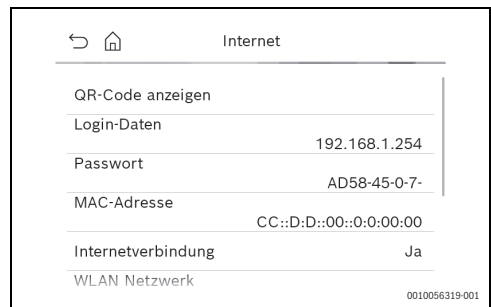 Internet
QR-Code anzeigen
Login-Daten
192.168.1.254
Passwort
AD58-45-0-7-
MAC-Adresse
CC::D:D::00::0:0:00:00
Internetverbindung Ja
WLAN Netzwerk
0010056319-001